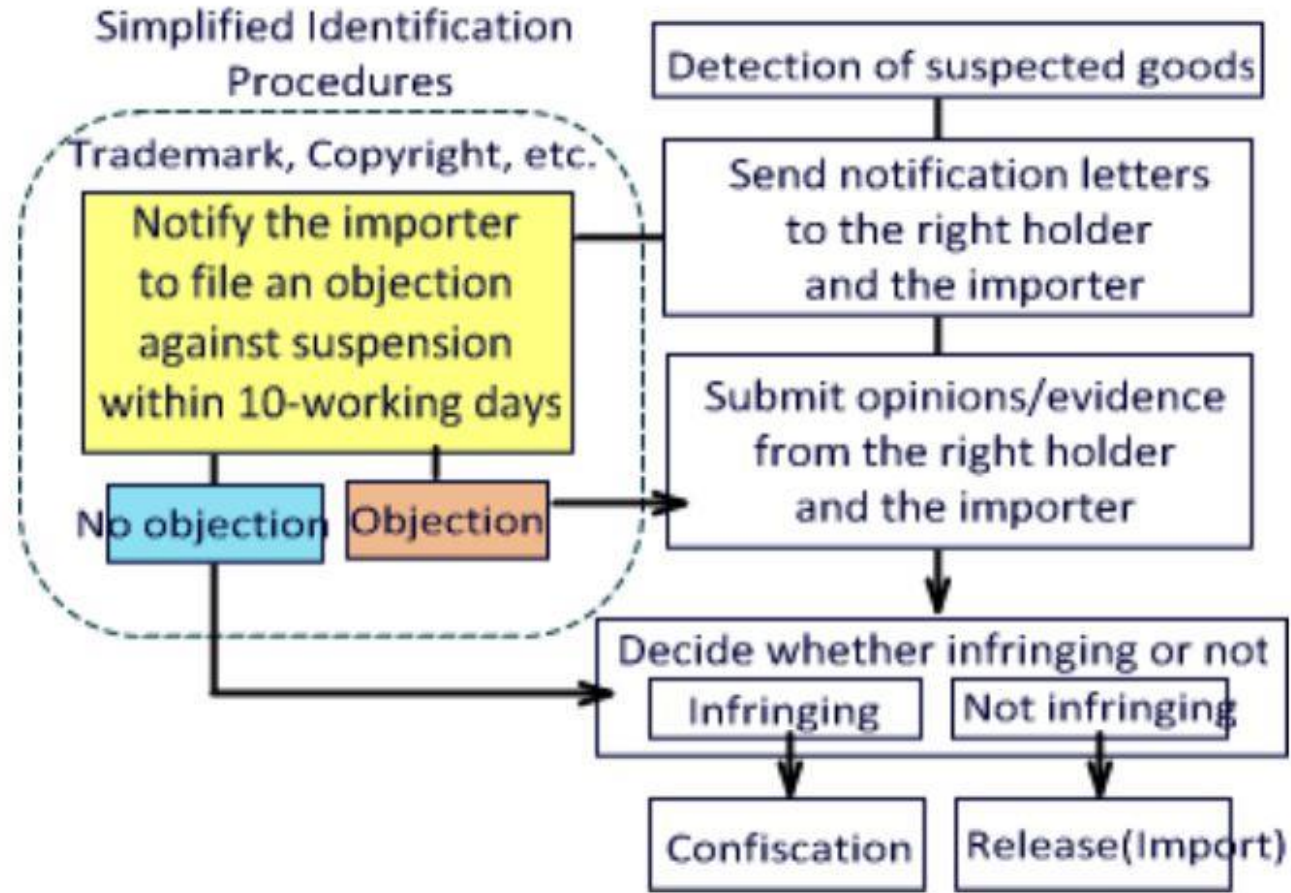 Simplified Identification
Procedures
Trademark, Copyright, etc.
Notify the importer
to file an objection
against suspension
within 10-working days
No objection
Objection
Detection of suspected goods
Send notification letters
to the right holder
and the importer
Submit opinions/evidence
from the right holder
and the importer
Decide whether infringing or not
Infringing
Not infringing
Confiscation
Release(Import)